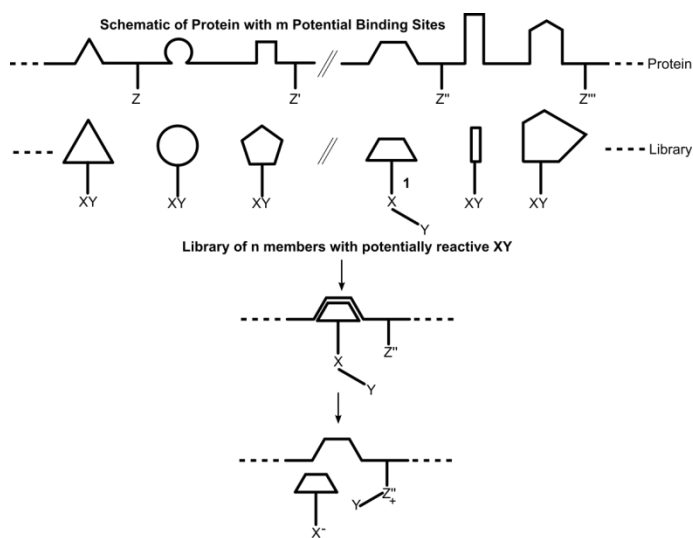 Schematic of Protein with m Potential Binding Sites
Protein
Z Z' Z" Z'''
Library
1
XY XY XY X XY XY
Y
Library of n members with potentially reactive XY
Z"
X
Y
Y Z"
+
X-